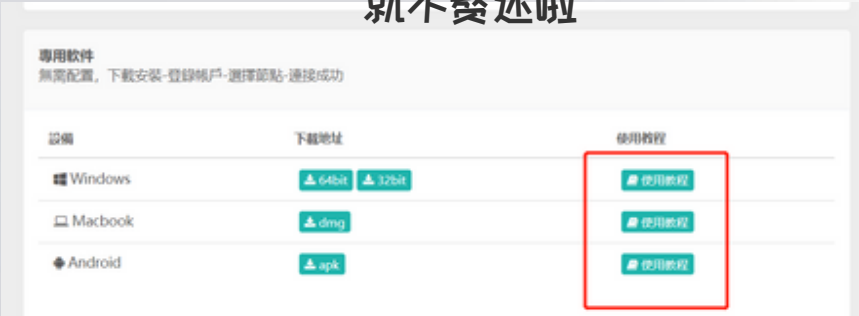 就不贅述啦
專用軟件
無需配置，下載安裝-登錄帳戶-選擇節點-連接成功
設備 下載地址 使用教程
Windows 64bit 32bit 使用教程
Macbook dmg 使用教程
Android apk 使用教程